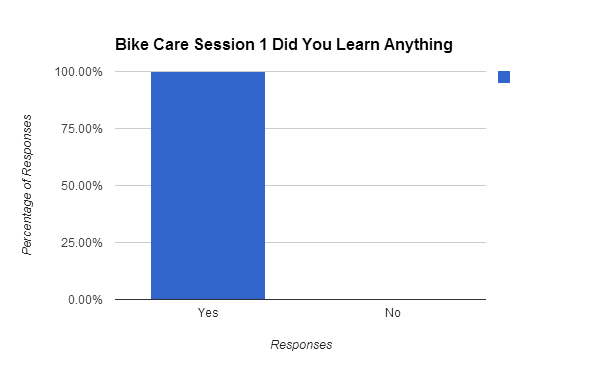 Bike Care Session 1 Did You Learn Anything
100.00%
75.00%
50.00%
25.00%
0.00%
Percentage of Responses
Yes No
Responses